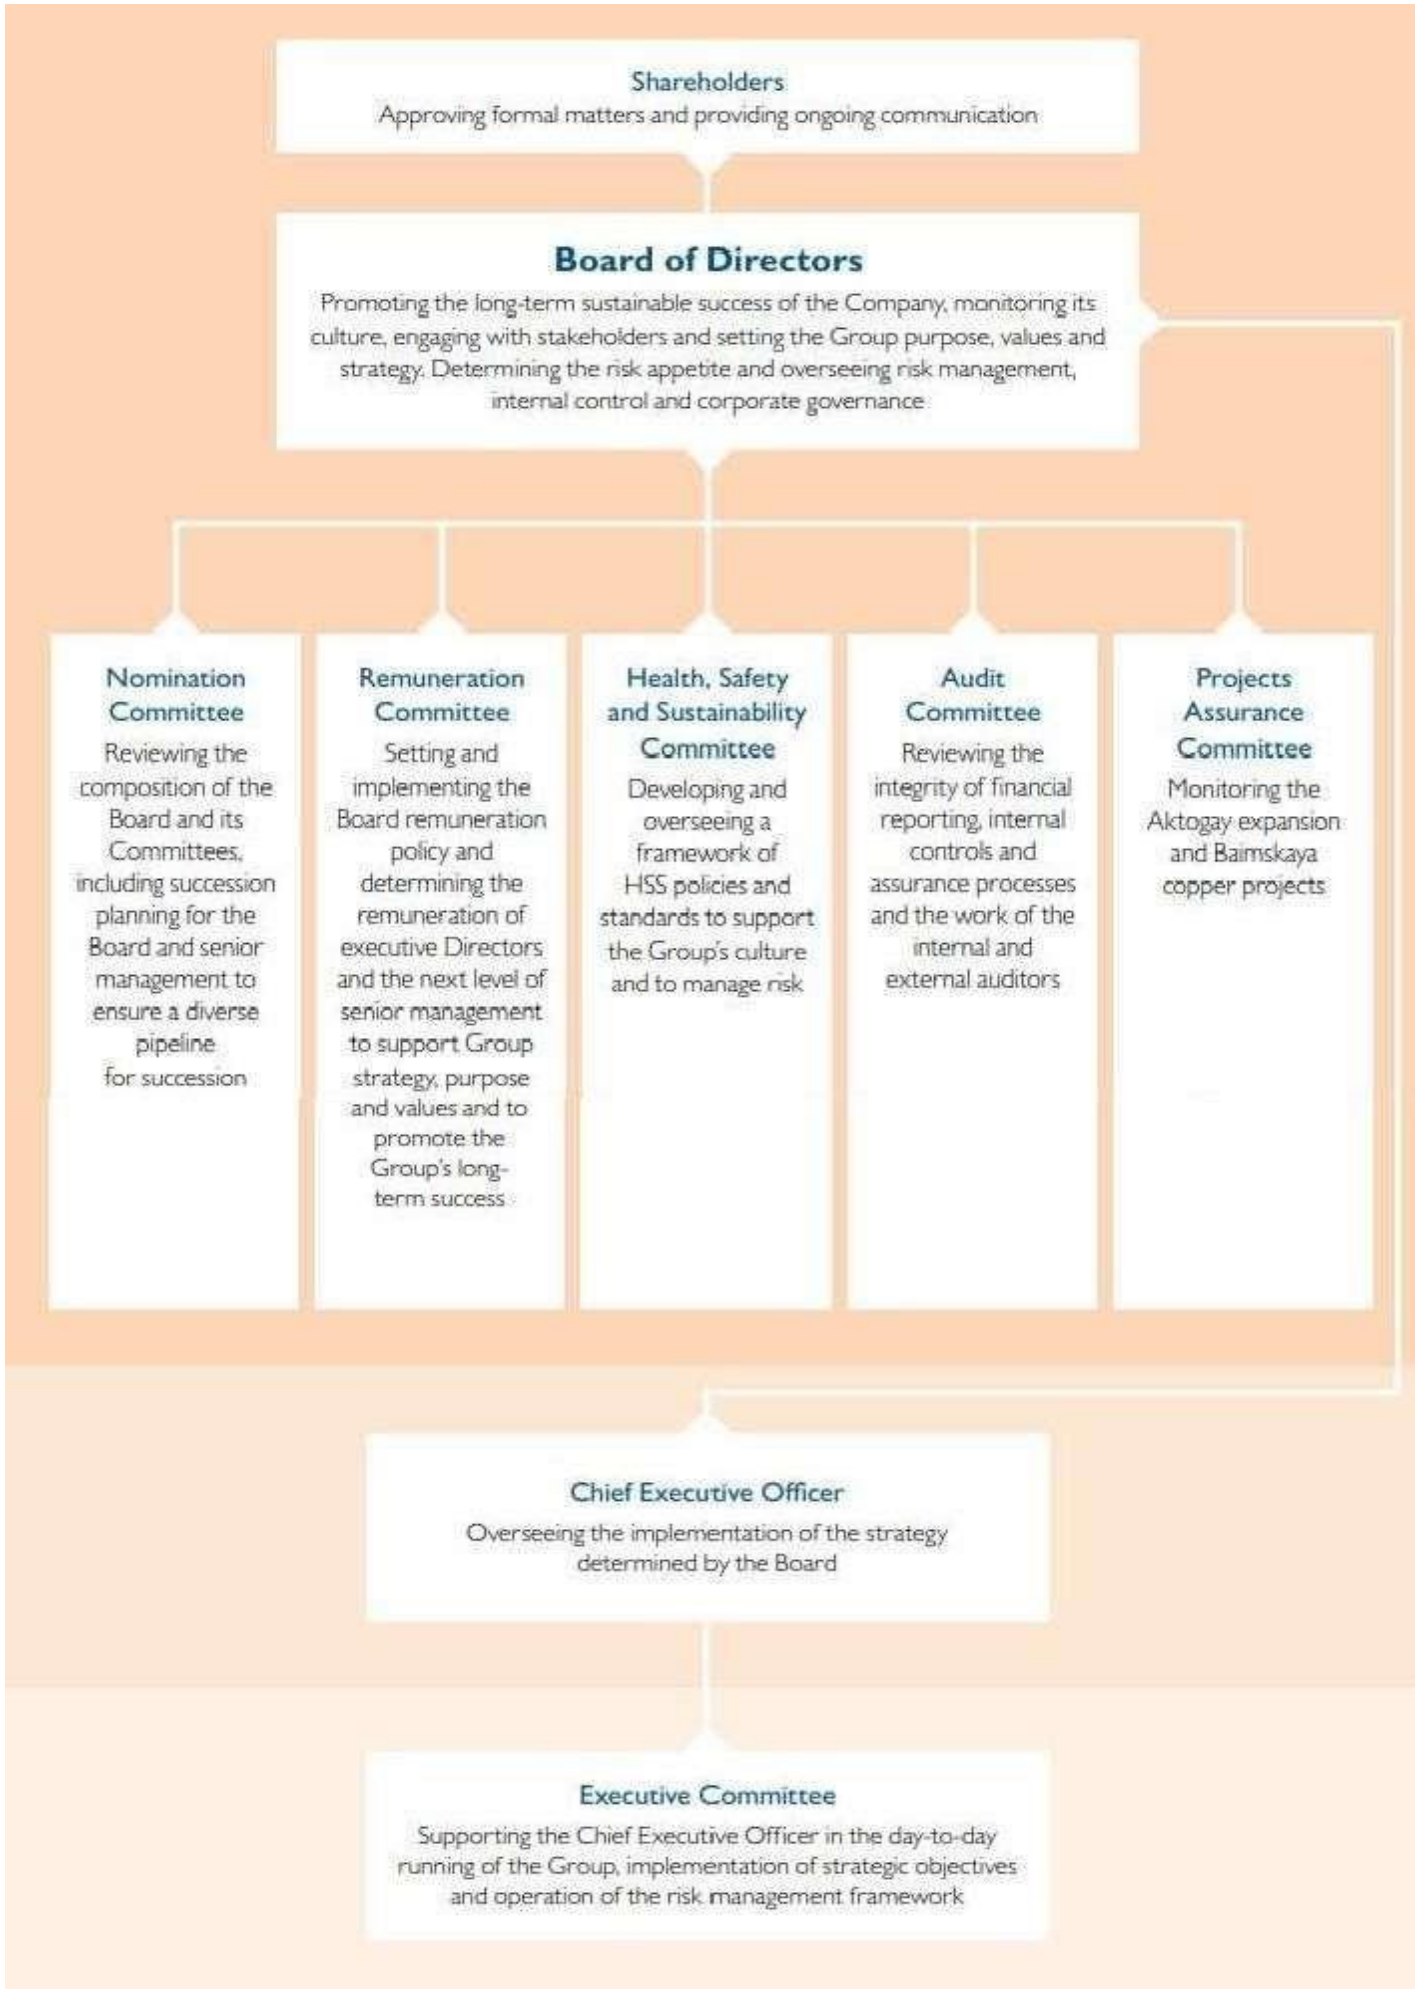 Shareholders
Approving formal matters and providing ongoing communication
Board of Directors
Promoting the long-term sustainable success of the Company, monitoring its
culture, engaging with stakeholders and setting the Group purpose, values and
strategy. Determining the risk appetite and overseeing risk management,
internal control and corporate governance
Nomination
Committee
Reviewing the
composition of the
Board and its
Committees,
including succession
planning for the
Board and senior
management to
ensure a diverse
pipeline
for succession
Remuneration
Committee
Setting and
implementing the
Board remuneration
policy and
determining the
remuneration of
executive Directors
and the next level of
senior management
to support Group
strategy, purpose
and values and to
promote the
Group's long-
term success
Health, Safety
and Sustainability
Committee
Developing and
overseeing a
framework of
HSS policies and
standards to support
the Group's culture
and to manage risk
Audit
Committee
Reviewing the
integrity of financial
reporting, internal
controls and
assurance processes
and the work of the
internal and
external auditors
Projects
Assurance
Committee
Monitoring the
Aktogay expansion
and Baimskaya
copper projects
Chief Executive Officer
Overseeing the implementation of the strategy
determined by the Board
Executive Committee
Supporting the Chief Executive Officer in the day-to-day
running of the Group, implementation of strategic objectives
and operation of the risk management framework